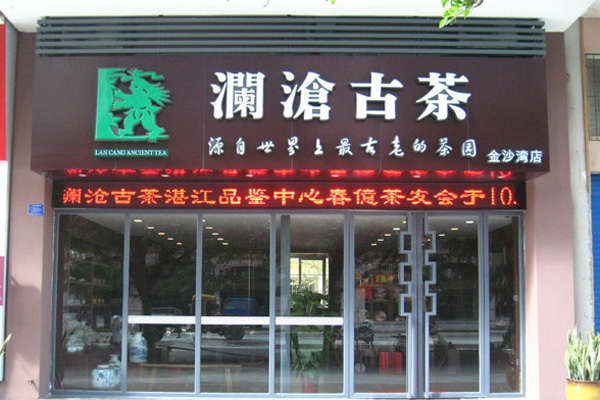 瀾滄古茶
LAN CANG ANCIENT TEA
源自世界上最古老的茶园
金沙湾店
澜沧古茶湛江品鉴中心春億茶友会于10.